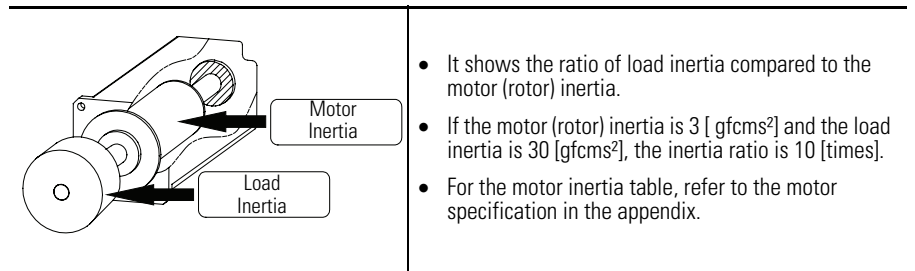 Motor
Inertia
Load
Inertia
• It shows the ratio of load inertia compared to the
motor (rotor) inertia.
• If the motor (rotor) inertia is 3 [ gfcms²] and the load
inertia is 30 [gfcms²], the inertia ratio is 10 [times].
• For the motor inertia table, refer to the motor
specification in the appendix.